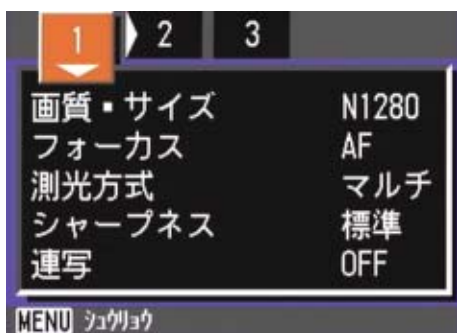 1 2 3
画質・サイズ N1280
フォーカス AF
測光方式 マルチ
シャープネス 標準
連写 OFF
MENU シュウリョウ